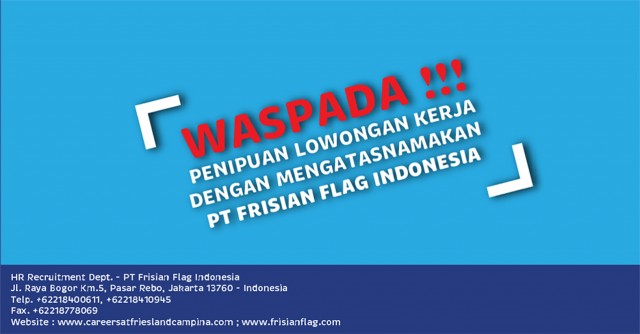 WASPADA !!!
PENIPUAN LOWONGAN KERJA
DENGAN MENGATASNAMAKAN
PT FRISIAN FLAG INDONESIA
HR Recruitment Dept. - PT Frisian Flag Indonesia
Jl. Raya Bogor Km.5, Pasar Rebo, Jakarta 13760 - Indonesia
Telp. +62218400611, +62218410945
Fax. +62218778069
Website : www.careersatfrieslandcampina.com ; www.frisianflag.com